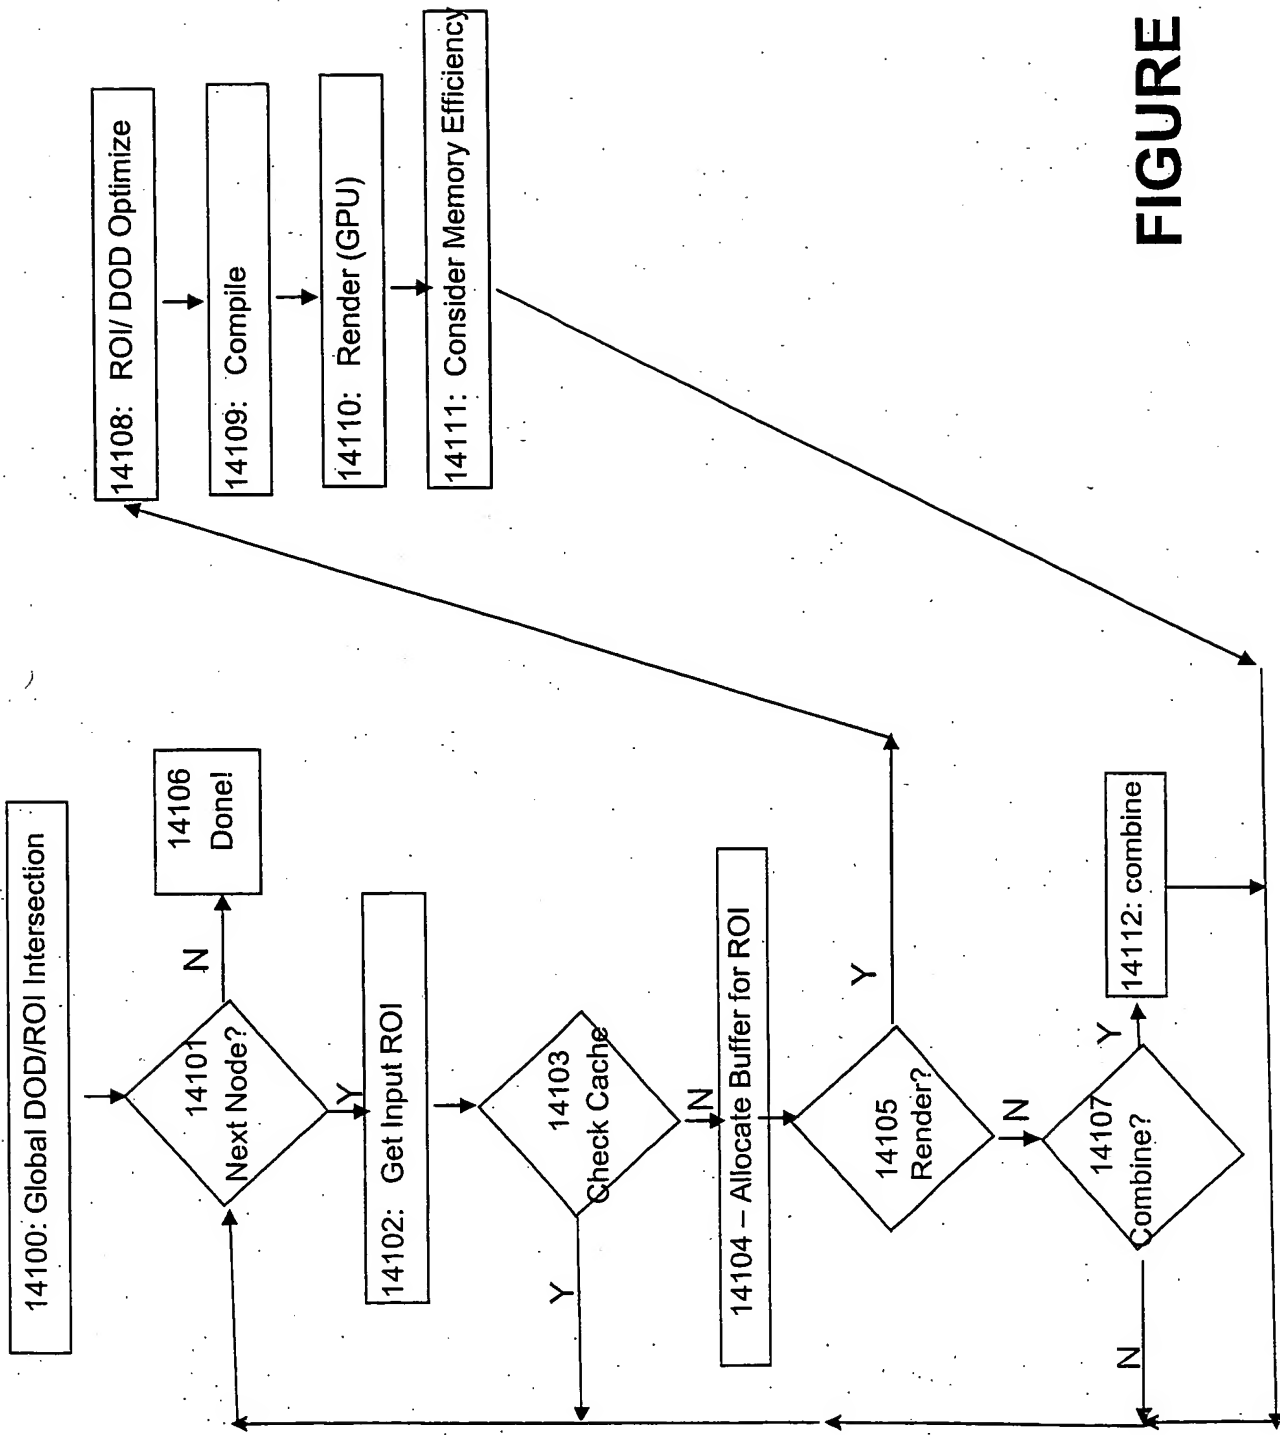 14100: Global DOD/ROI Intersection
14101
Next Node?
N
14106
Done!
Y
14102: Get Input ROI
14103
Check Cache
Y
N
14104 – Allocate Buffer for ROI
14105
Render?
Y
N
14107
Combine?
Y
N
14112: combine
14108: ROI/ DOD Optimize
14109: Compile
14110: Render (GPU)
14111: Consider Memory Efficiency
FIGURE